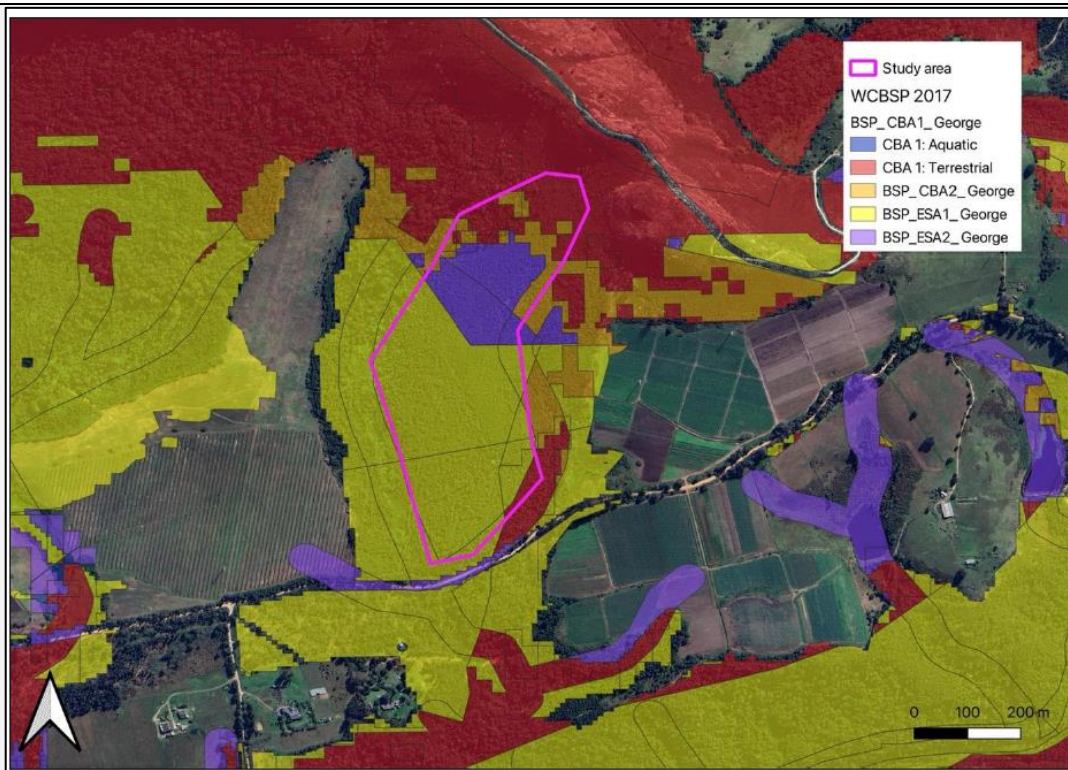 Study area
WCBSP 2017
BSP_CBA1_George
CBA 1: Aquatic
CBA 1: Terrestrial
BSP_CBA2_George
BSP_ESA1_George
BSP_ESA2_George
0 100 200 m